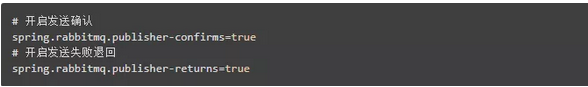 # 开启发送确认
spring.rabbitmq.publisher-confirms=true
# 开启发送失败退回
spring.rabbitmq.publisher-returns=true